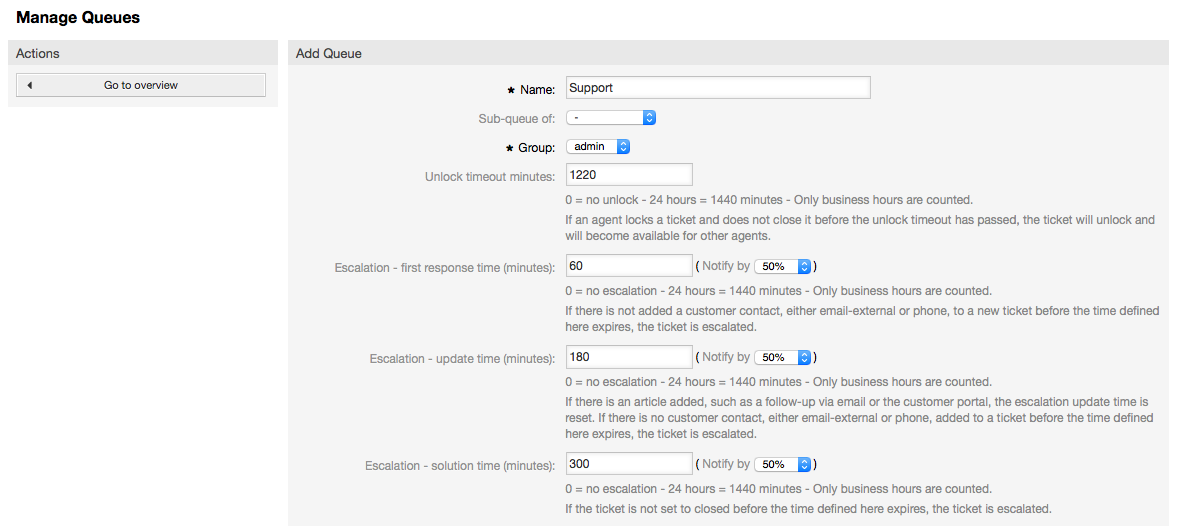 Manage Queues
Actions
Go to overview
Add Queue
★ Name: Support
Sub-queue of: -
★ Group: admin
Unlock timeout minutes: 1220
0 = no unlock - 24 hours = 1440 minutes - Only business hours are counted.
If an agent locks a ticket and does not close it before the unlock timeout has passed, the ticket will unlock and
will become available for other agents.
Escalation - first response time (minutes): 60 ( Notify by 50% )
0 = no escalation - 24 hours = 1440 minutes - Only business hours are counted.
If there is not added a customer contact, either email-external or phone, to a new ticket before the time defined
here expires, the ticket is escalated.
Escalation - update time (minutes): 180 ( Notify by 50% )
0 = no escalation - 24 hours = 1440 minutes - Only business hours are counted.
If there is an article added, such as a follow-up via email or the customer portal, the escalation update time is
reset. If there is no customer contact, either email-external or phone, added to a ticket before the time defined
here expires, the ticket is escalated.
Escalation - solution time (minutes): 300 ( Notify by 50% )
0 = no escalation - 24 hours = 1440 minutes - Only business hours are counted.
If the ticket is not set to closed before the time defined here expires, the ticket is escalated.